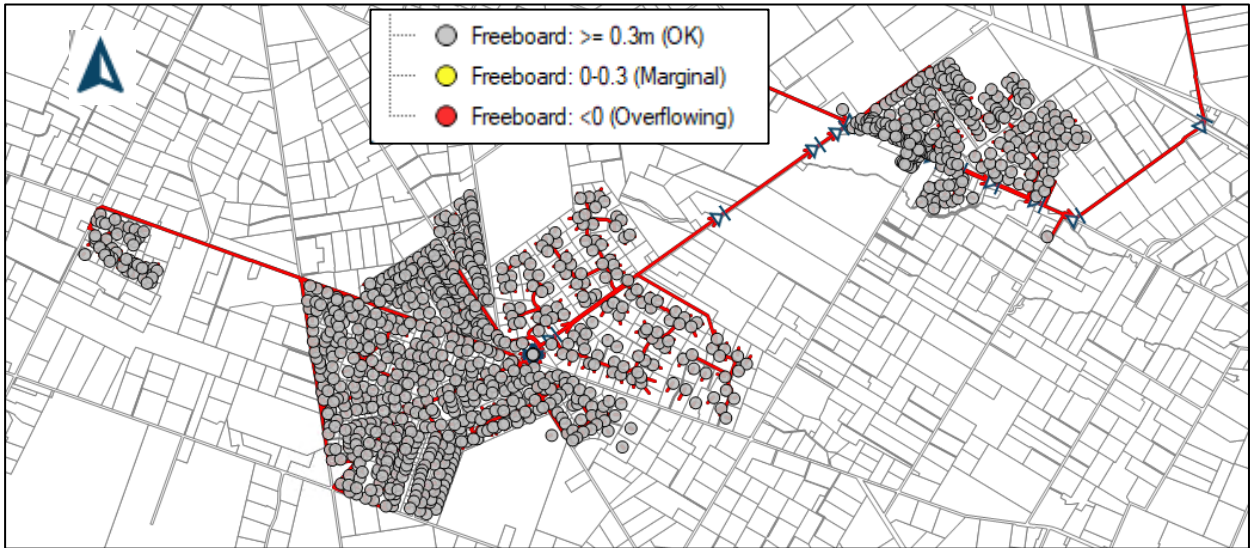 Freeboard: >= 0.3m (OK)
Freeboard: 0-0.3 (Marginal)
Freeboard: <0 (Overflowing)